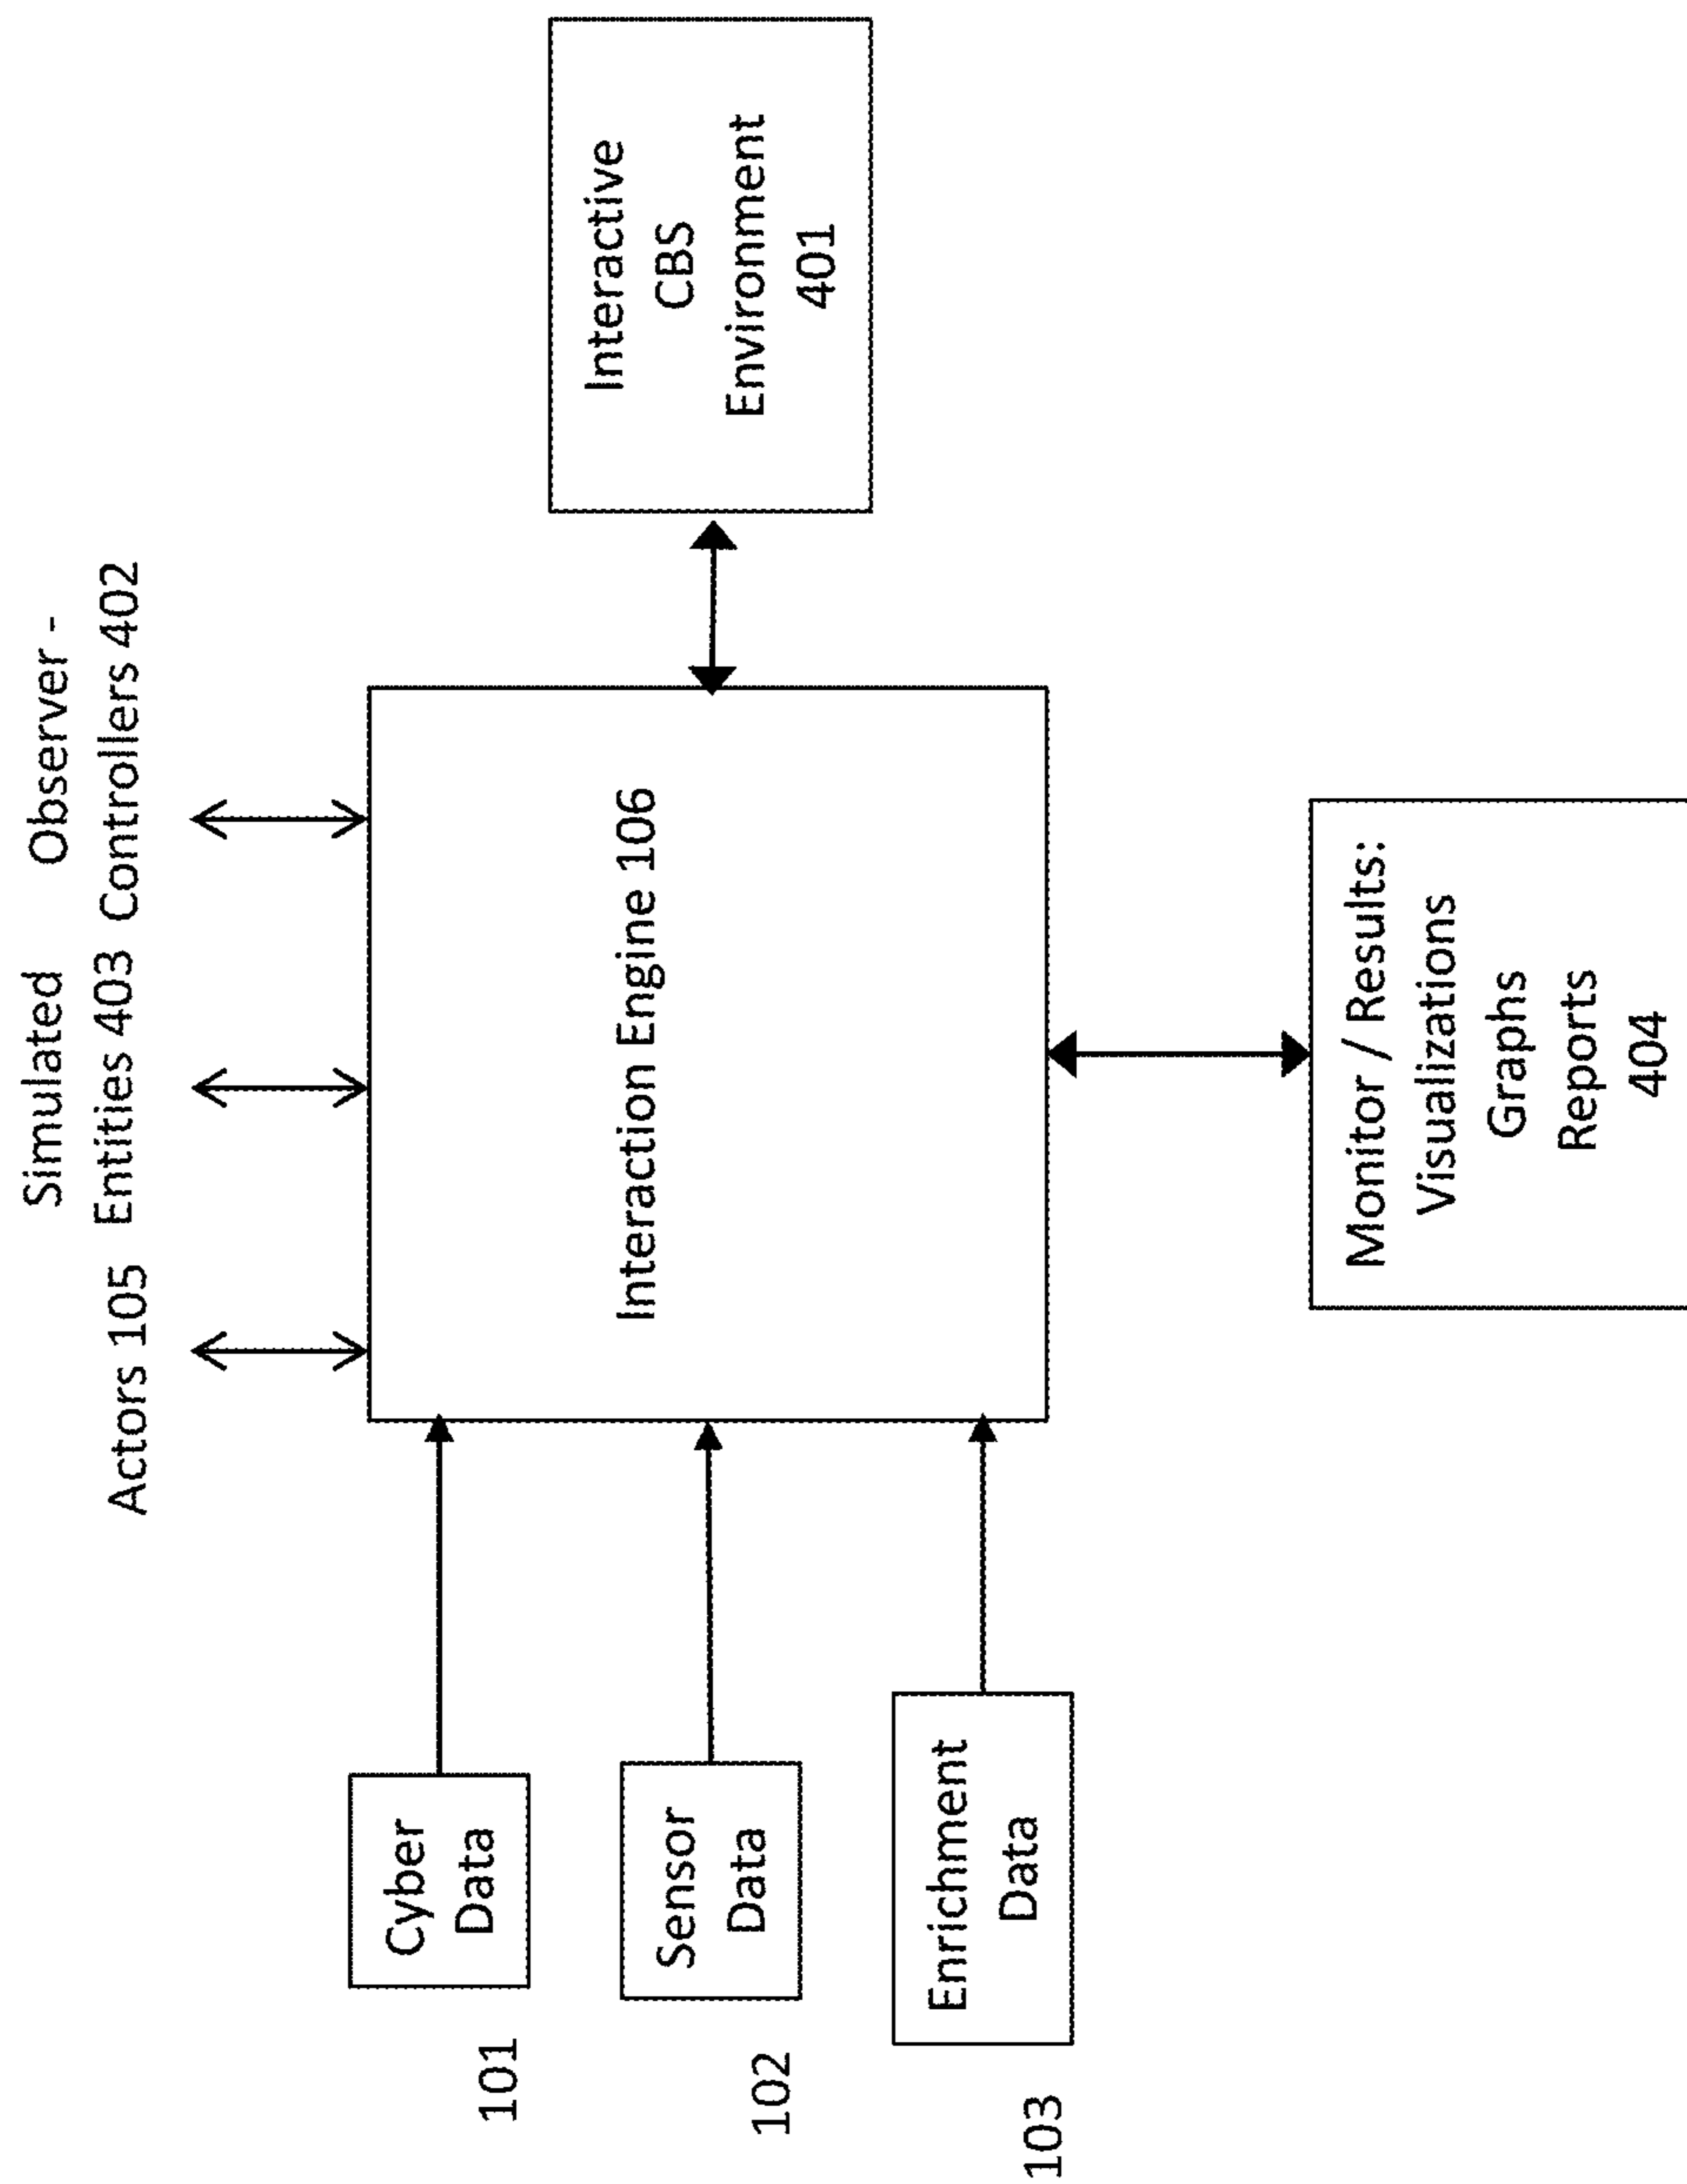 Simulated
Observer -
Actors 105
Entities 403
Controllers 402
Cyber
Data
101
Sensor
Data
102
Enrichment
Data
103
Interaction Engine 106
Interactive
CBS
Environment
401
Monitor / Results:
Visualizations
Graphs
Reports
404